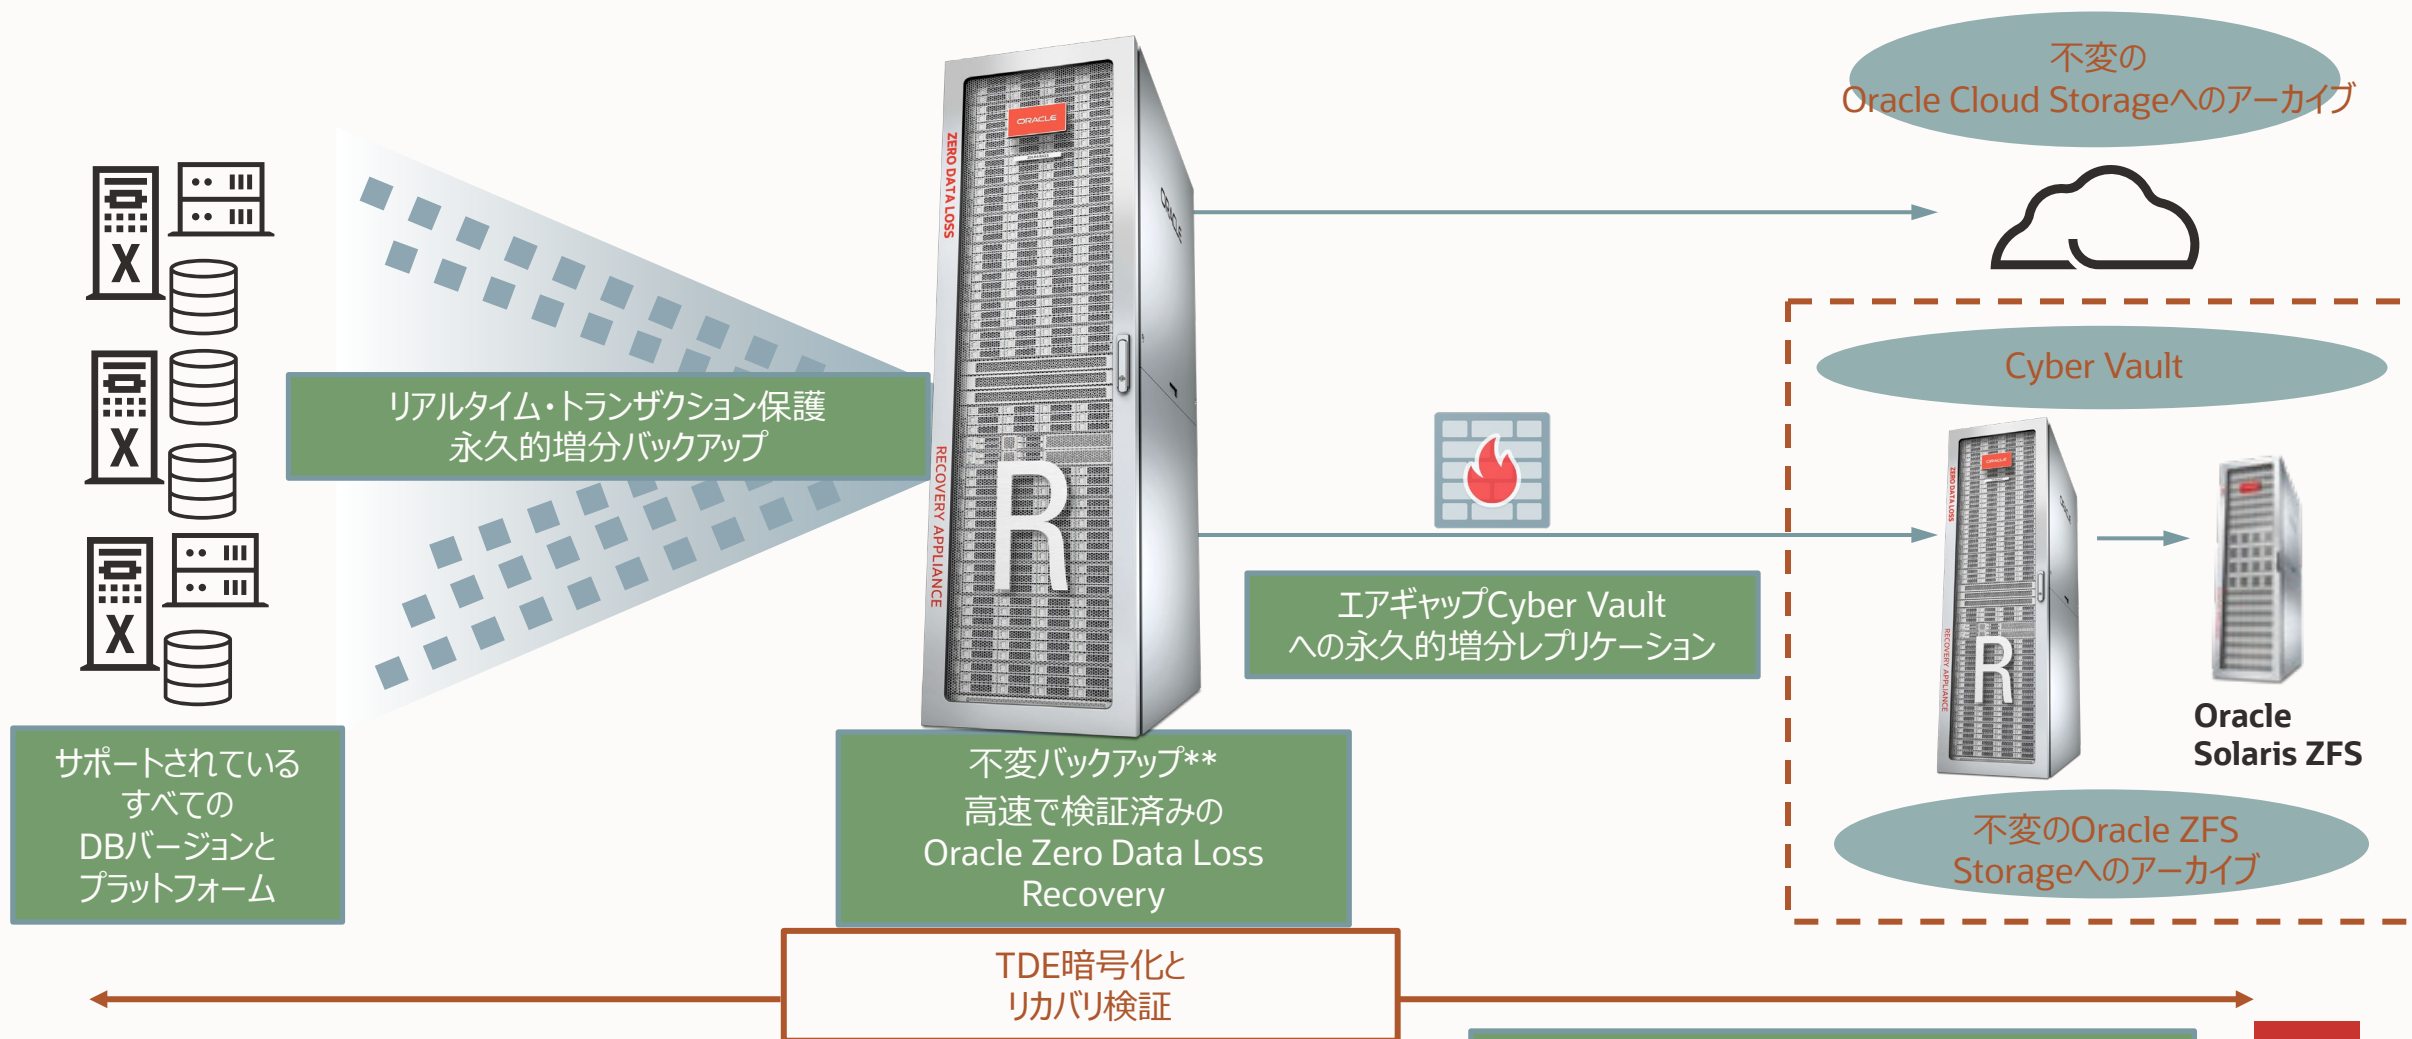 不変の
Oracle Cloud Storageへのアーカイブ
ORACLE
ZERO DATA LOSS
RECOVERY APPLIANCE
R
ORACLE
X
X
X
リアルタイム・トランザクション保護
永久的増分バックアップ
Cyber Vault
エアギャップCyber Vault
への永久的増分レプリケーション
ORACLE
ZERO DATA LOSS
RECOVERY APPLIANCE
R
ORACLE
Oracle
Solaris ZFS
不変のOracle ZFS
Storageへのアーカイブ
サポートされている
すべての
DBバージョンと
プラットフォーム
不変バックアップ**
高速で検証済みの
Oracle Zero Data Loss
Recovery
TDE暗号化と
リカバリ検証